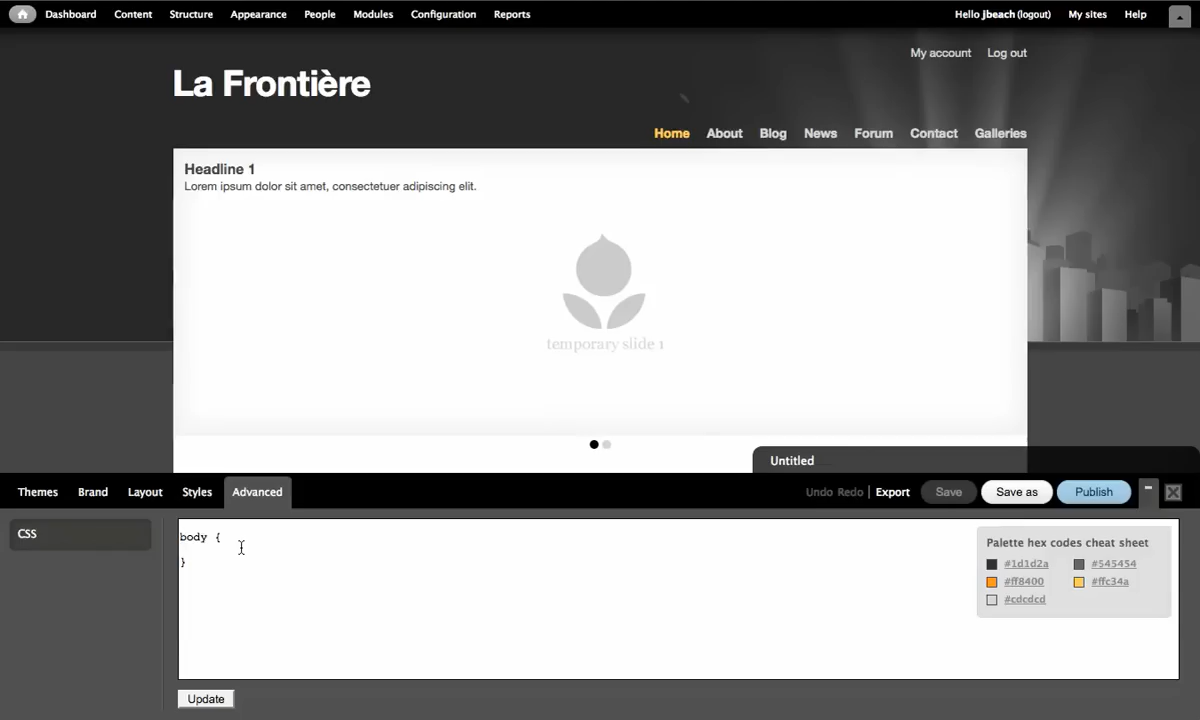 Dashboard Content Structure Appearance People Modules Configuration Reports Hello jbeach (logout) My sites Help
My account Log out
La Frontière
Home About Blog News Forum Contact Galleries
Headline 1
Lorem ipsum dolor sit amet, consectetuer adipiscing elit.
temporary slide 1
Untitled
Themes Brand Layout Styles Advanced Undo Redo | Export Save Save as Publish
CSS
body {
}
Palette hex codes cheat sheet
#1d1d2a #545454
#ff8400 #ffc34a
#cdcdcd
Update